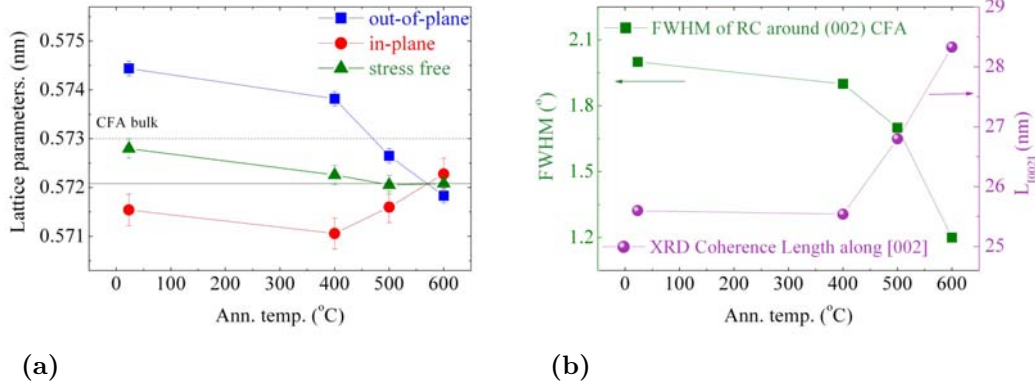 out-of-plane
in-plane
stress free
CFA bulk
0.575
0.574
0.573
0.572
0.571
Lattice parameters. (nm)
0 100 200 300 400 500 600
Ann. temp. (°C)
(a)
FWHM of RC around (002) CFA
XRD Coherence Length along [002]
2.1
1.8
1.5
1.2
FWHM (°)
29
28
27
26
25
L[002] (nm)
0 100 200 300 400 500 600
Ann. temp. (°C)
(b)